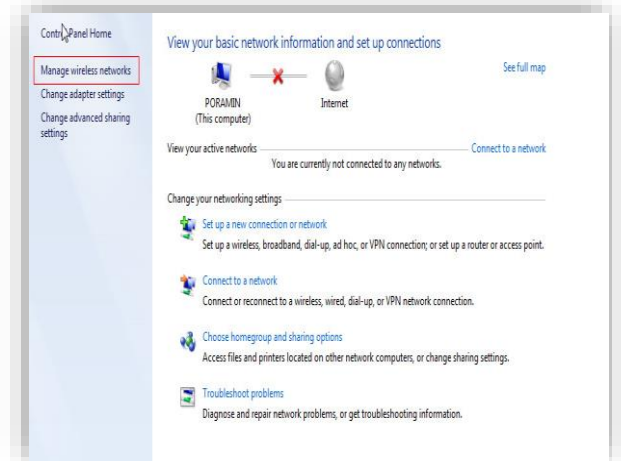 Control Panel Home
Manage wireless networks
Change adapter settings
Change advanced sharing
settings
View your basic network information and set up connections
See full map
PORAMIN
(This computer)
Internet
View your active networks
Connect to a network
You are currently not connected to any networks.
Change your networking settings
Set up a new connection or network
Set up a wireless, broadband, dial-up, ad hoc, or VPN connection; or set up a router or access point.
Connect to a network
Connect or reconnect to a wireless, wired, dial-up, or VPN network connection.
Choose homegroup and sharing options
Access files and printers located on other network computers, or change sharing settings.
Troubleshoot problems
Diagnose and repair network problems, or get troubleshooting information.